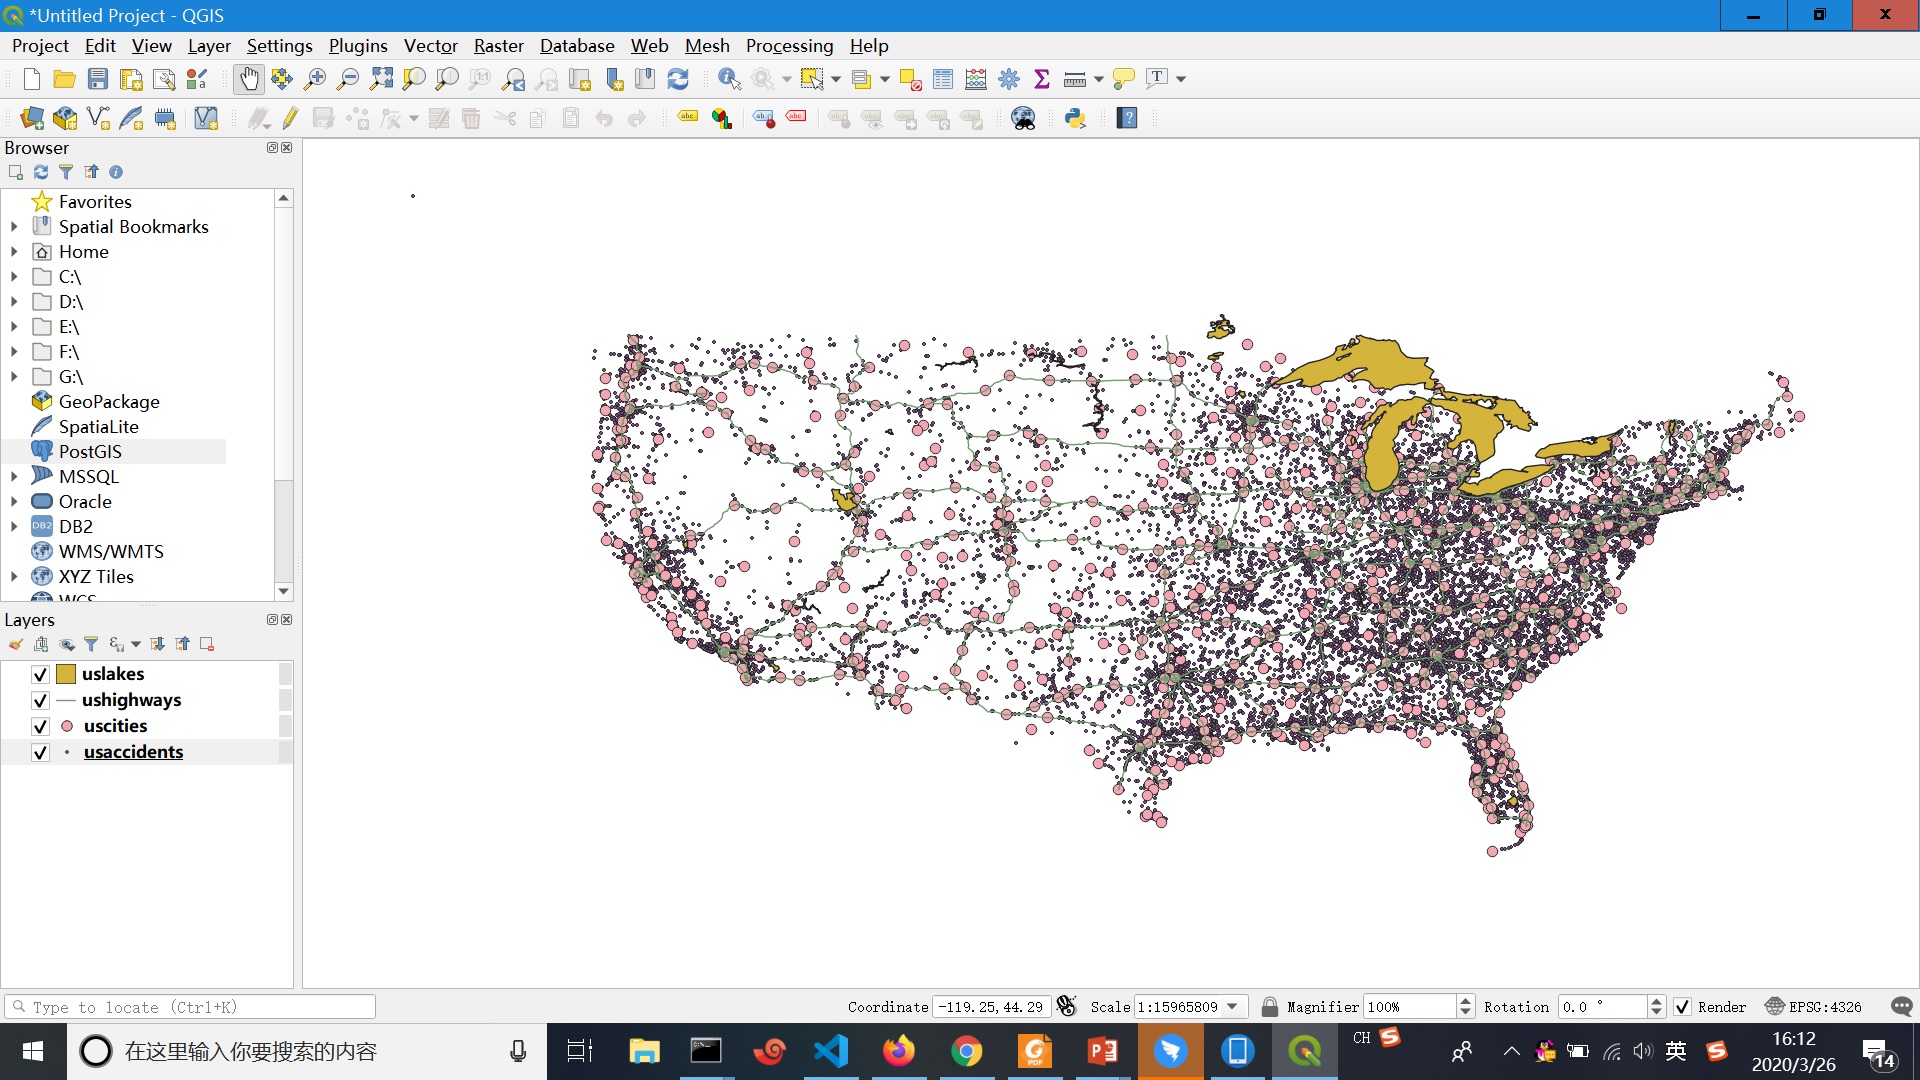 *Untitled Project - QGIS
Project Edit View Layer Settings Plugins Vector Raster Database Web Mesh Processing Help
Browser
Favorites
Spatial Bookmarks
Home
C:\
D:\
E:\
F:\
G:\
GeoPackage
SpatiaLite
PostGIS
MSSQL
Oracle
DB2
WMS/WMTS
XYZ Tiles
WCS
Layers
uslakes
ushighways
uscities
usaccidents
Type to locate (Ctrl+K)
Coordinate -119.25,44.29 Scale 1:15965809 Magnifier 100% Rotation 0.0 ° Render EPSG:4326
在这里输入你要搜索的内容
CH
英
16:12
2020/3/26
14